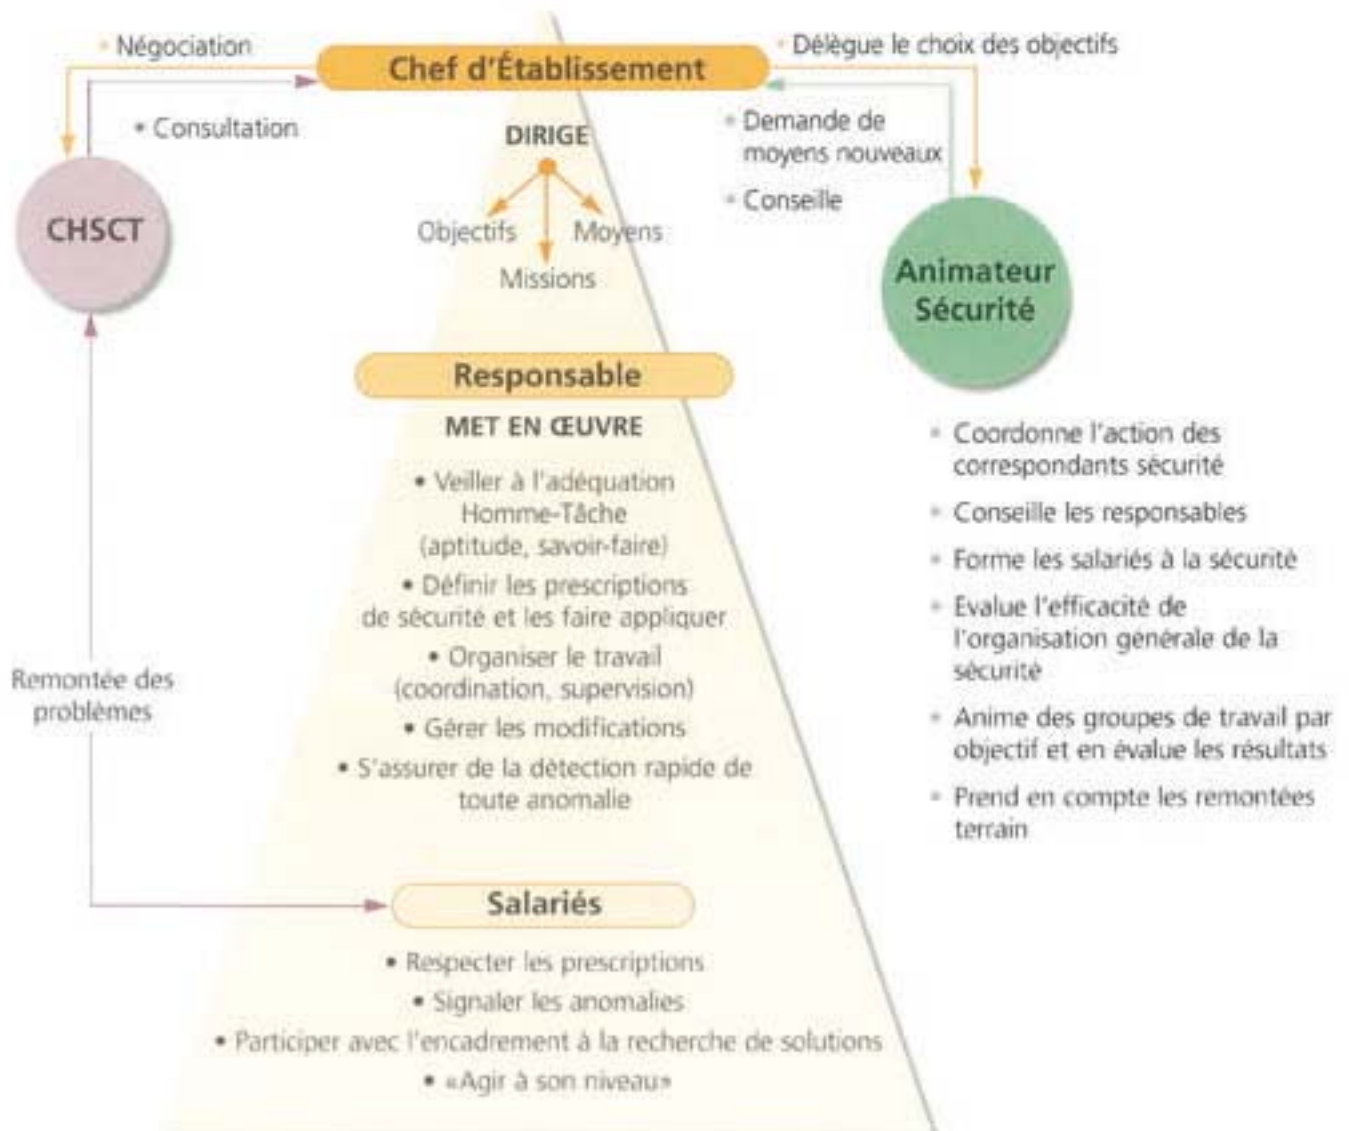 • Négociation
Chef d'Établissement
• Délègue le choix des objectifs
• Consultation
DIRIGE
• Demande de
moyens nouveaux
• Conseille
CHSCT
Objectifs
Moyens
Missions
Animateur
Sécurité
Responsable
MET EN ŒUVRE
• Veiller à l'adéquation
Homme-Tâche
(aptitude, savoir-faire)
• Définir les prescriptions
de sécurité et les faire appliquer
• Organiser le travail
(coordination, supervision)
• Gérer les modifications
• S'assurer de la détection rapide de
toute anomalie
• Coordonne l'action des
correspondants sécurité
• Conseille les responsables
• Forme les salariés à la sécurité
• Evalue l'efficacité de
l'organisation générale de la
sécurité
• Anime des groupes de travail par
objectif et en évalue les résultats
• Prend en compte les remontées
terrain
Remontée des
problèmes
Salariés
• Respecter les prescriptions
• Signaler les anomalies
• Participer avec l'encadrement à la recherche de solutions
• «Agir à son niveau»